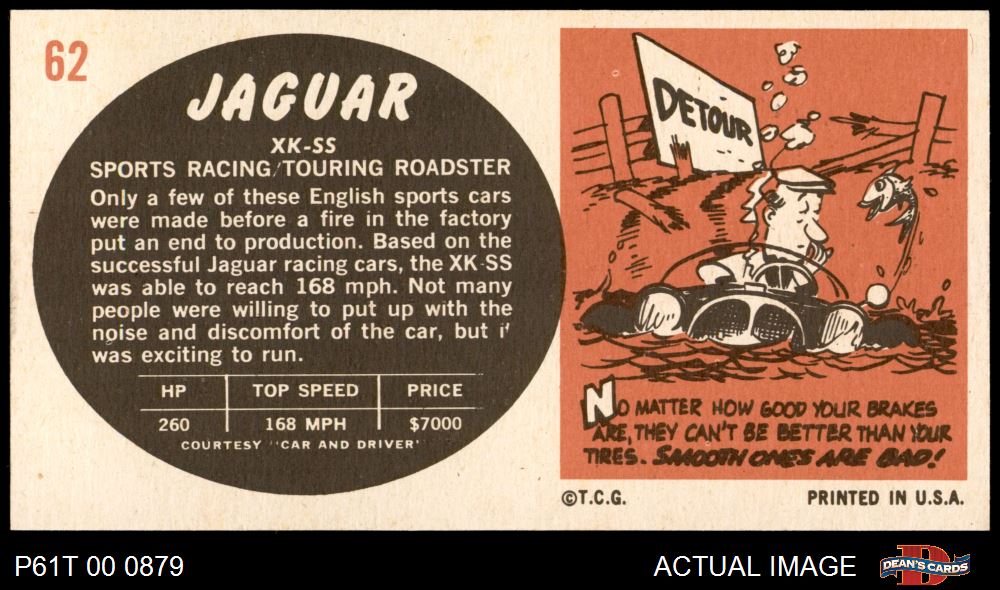 62
JAGUAR
XK-SS
SPORTS RACING/TOURING ROADSTER
Only a few of these English sports cars
were made before a fire in the factory
put an end to production. Based on the
successful Jaguar racing cars, the XK-SS
was able to reach 168 mph. Not many
people were willing to put up with the
noise and discomfort of the car, but it
was exciting to run.
HP TOP SPEED PRICE
260 168 MPH $7000
COURTESY "CAR AND DRIVER"
DETOUR
NO MATTER HOW GOOD YOUR BRAKES
ARE, THEY CAN'T BE BETTER THAN YOUR
TIRES. SMOOTH ONES ARE BAD!
©T.C.G. PRINTED IN U.S.A.
P61T 00 0879 ACTUAL IMAGE D DEAN'S CARDS